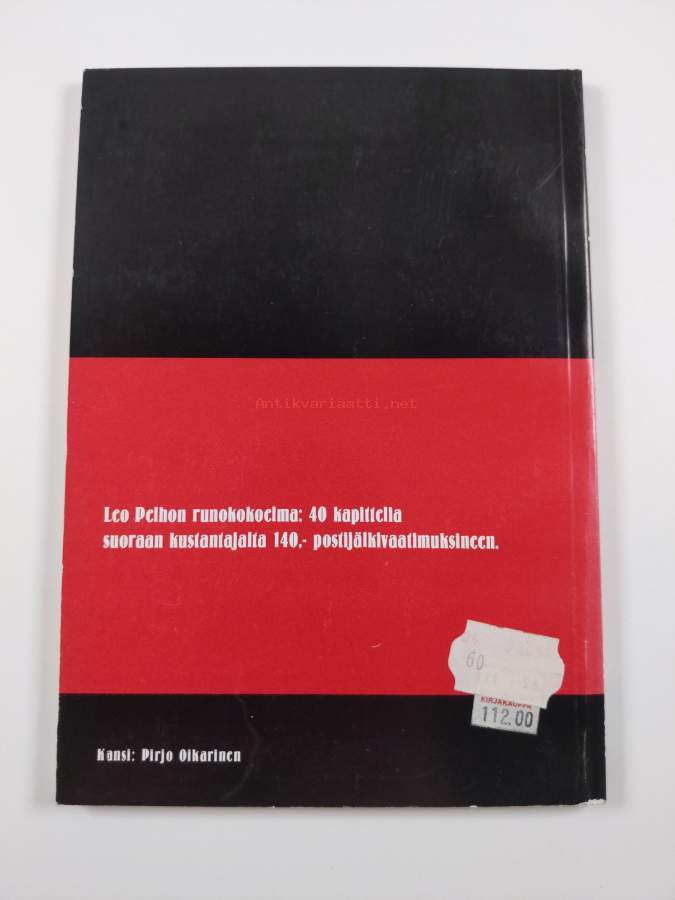 Antikvariaatti.net
Leo Pelhon runokokoelma: 40 kapittelia
suoraan kustantajalta 140,- postijälkivaatimuksineen.
60
KIRJAKAUPPA
112.00
Kansi: Pirjo Oikarinen